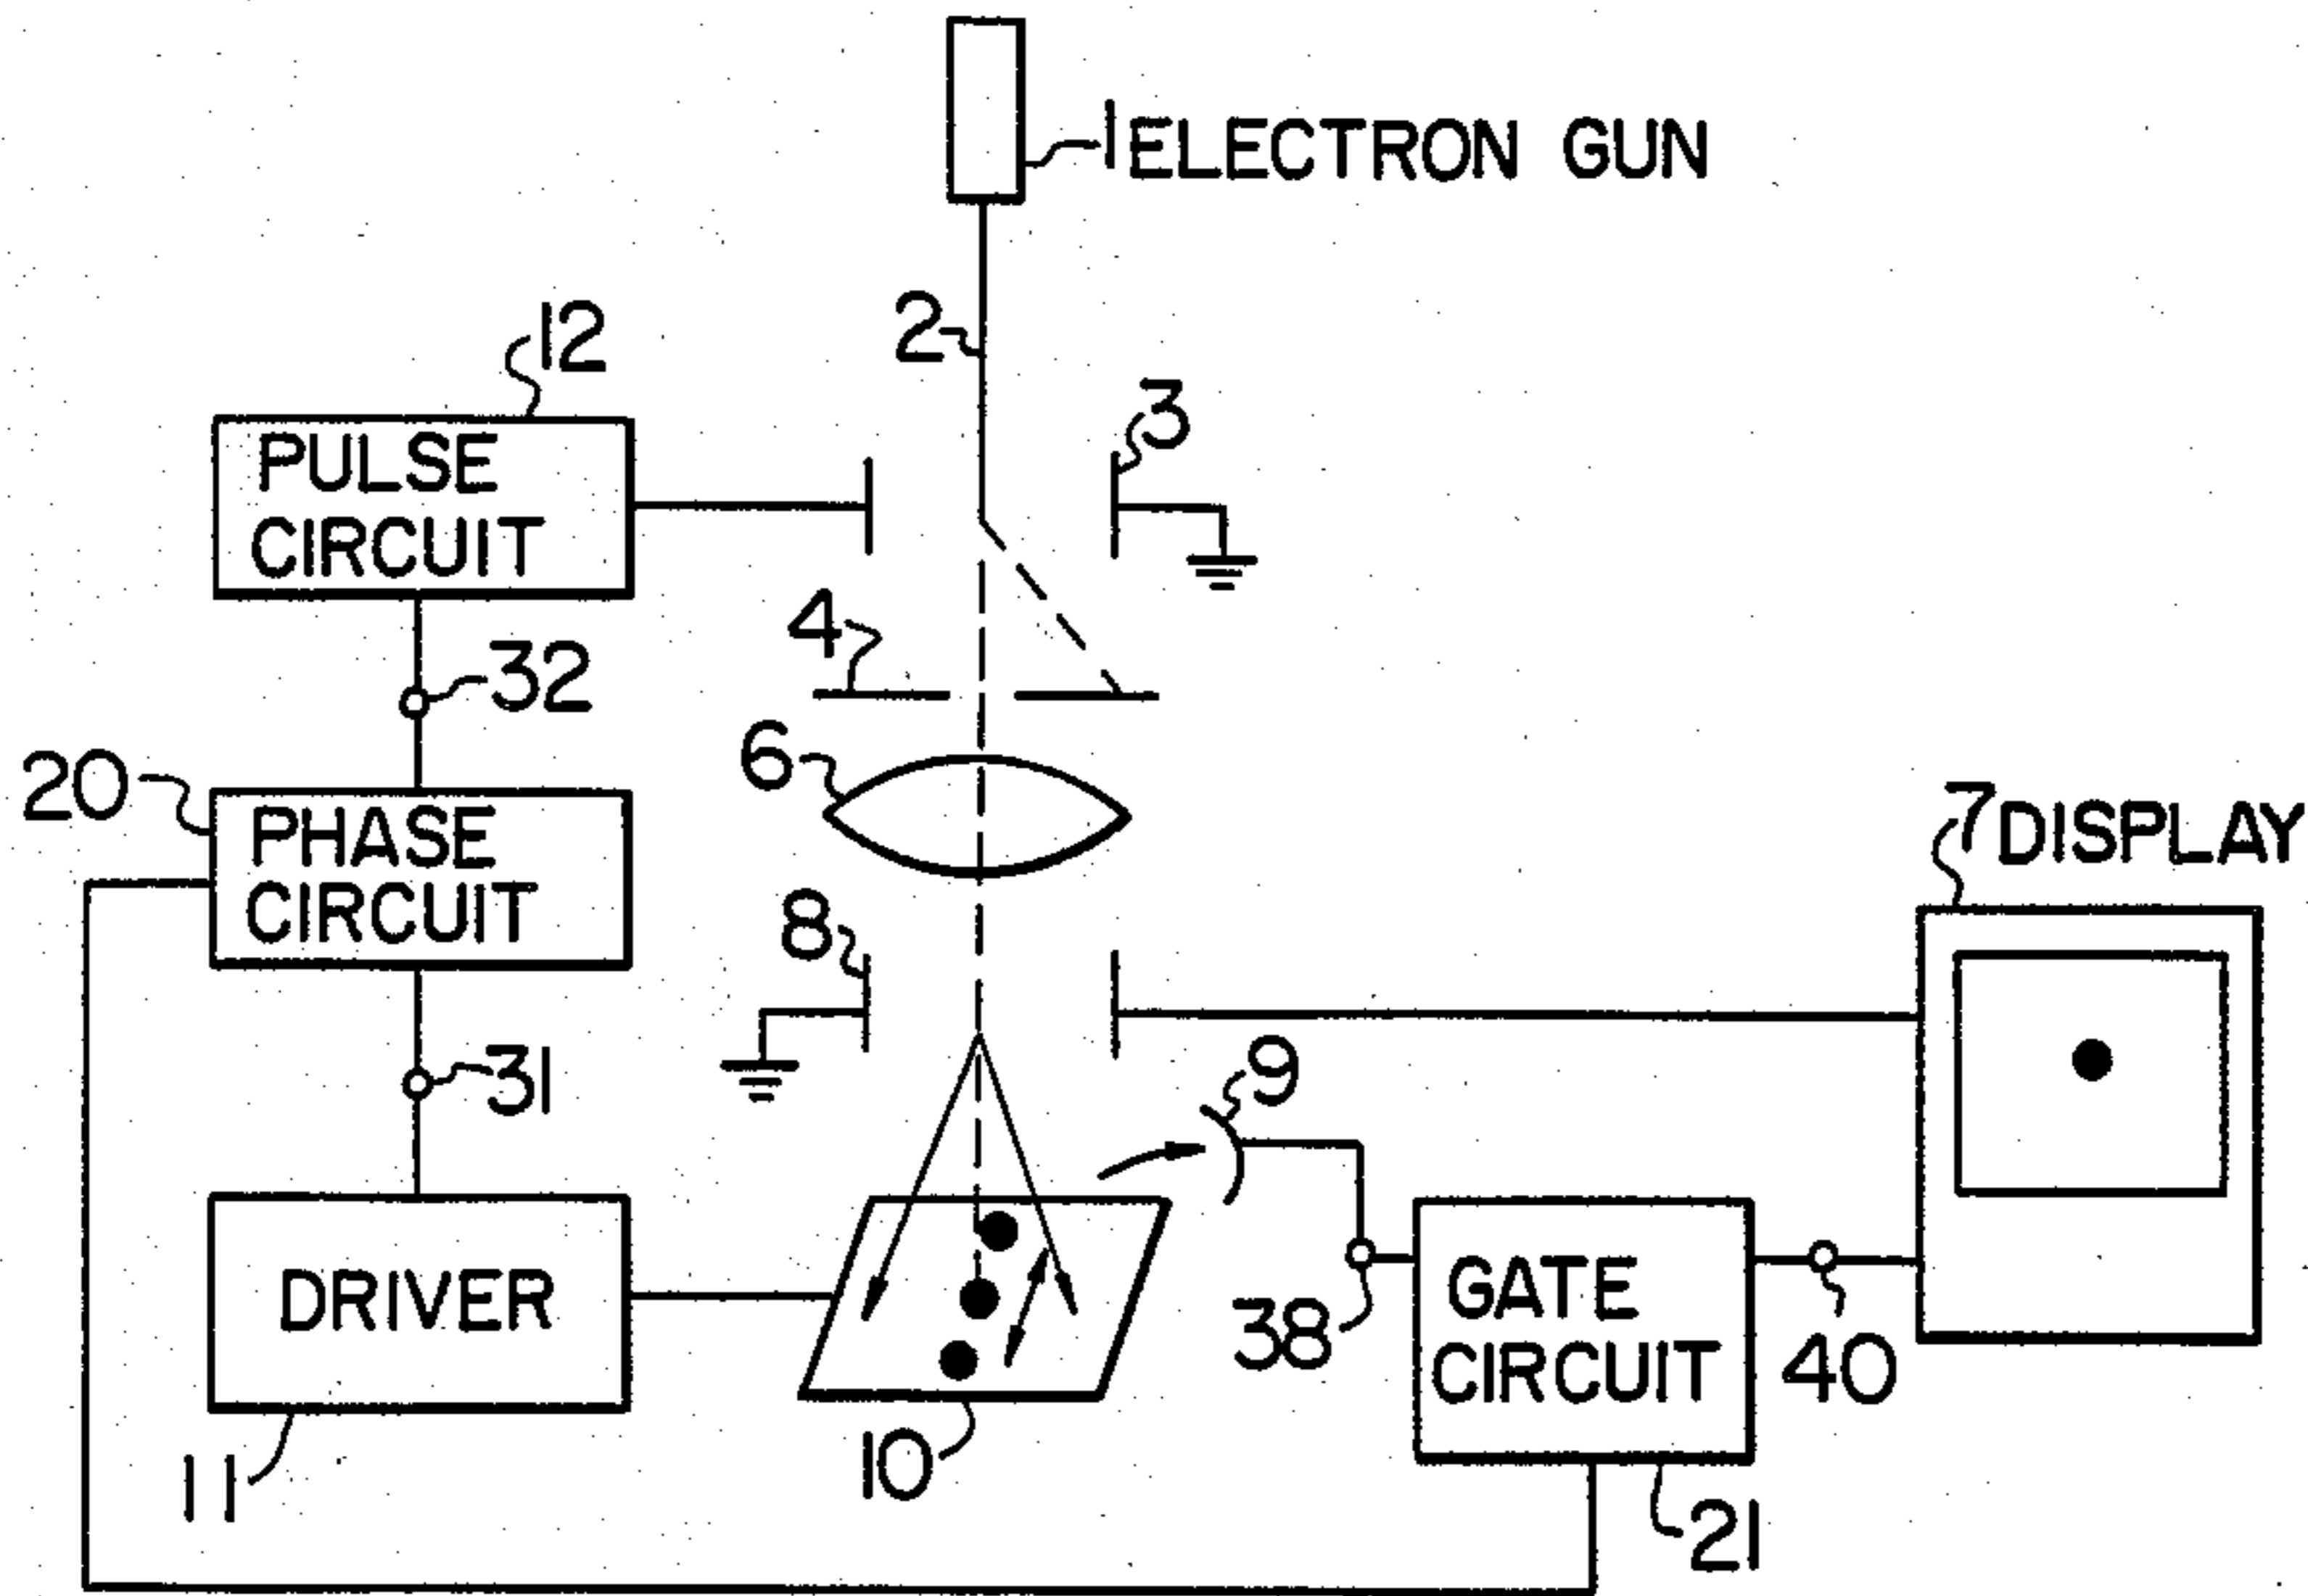 1 ELECTRON GUN
2
12
3
PULSE
CIRCUIT
4
32
6
20
PHASE
CIRCUIT
7 DISPLAY
8
31
9
DRIVER
GATE
CIRCUIT
38
40
10
11
21